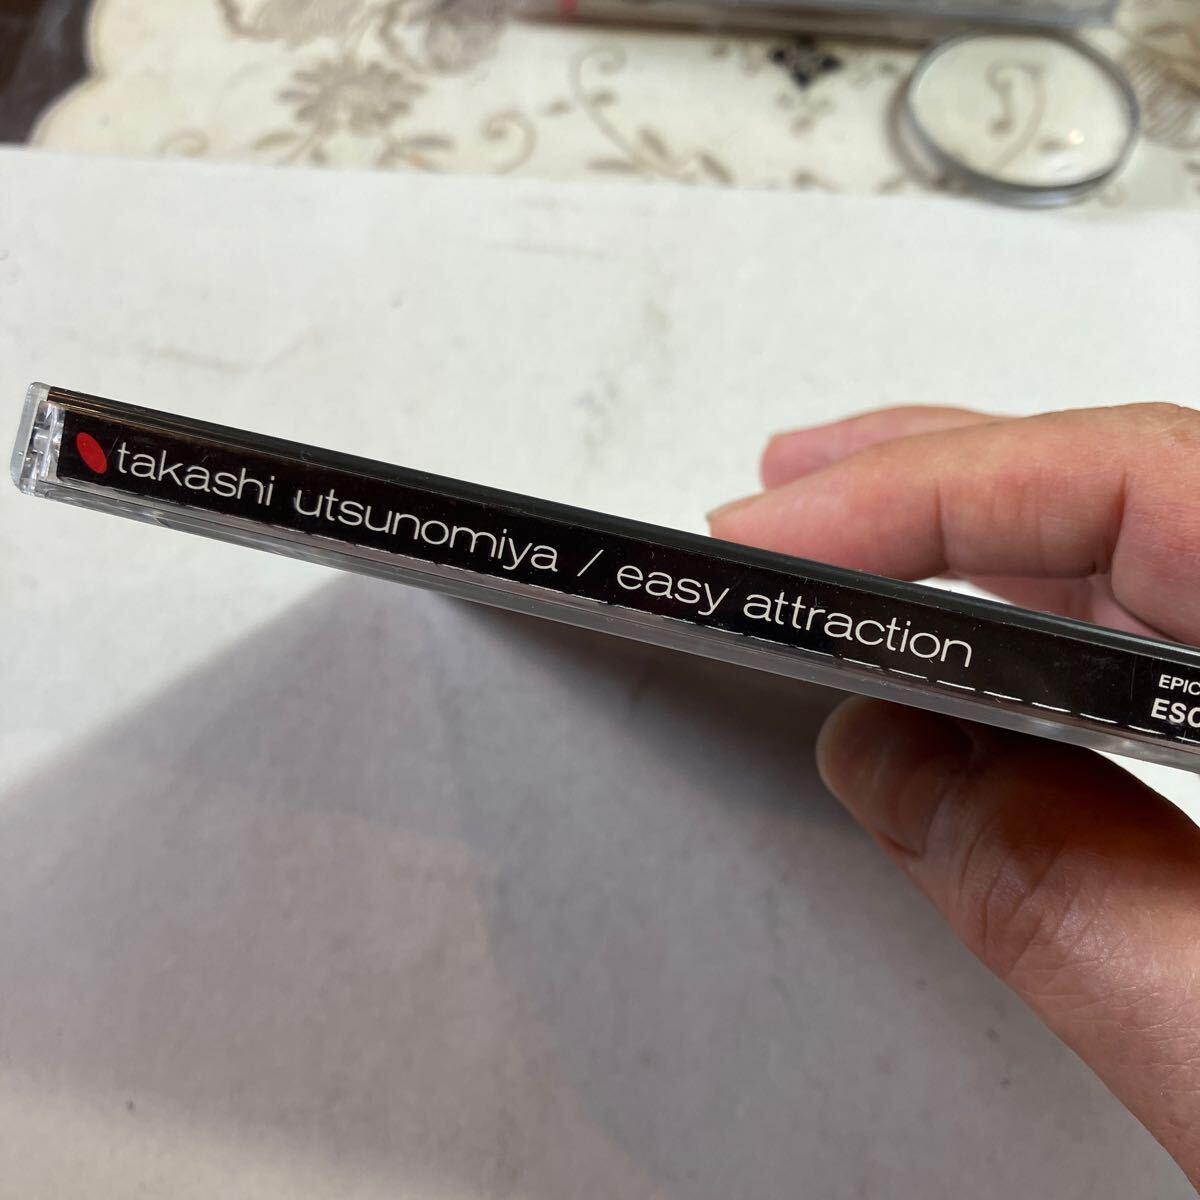 takashi utsunomiya / easy attraction
EPIC
ESC